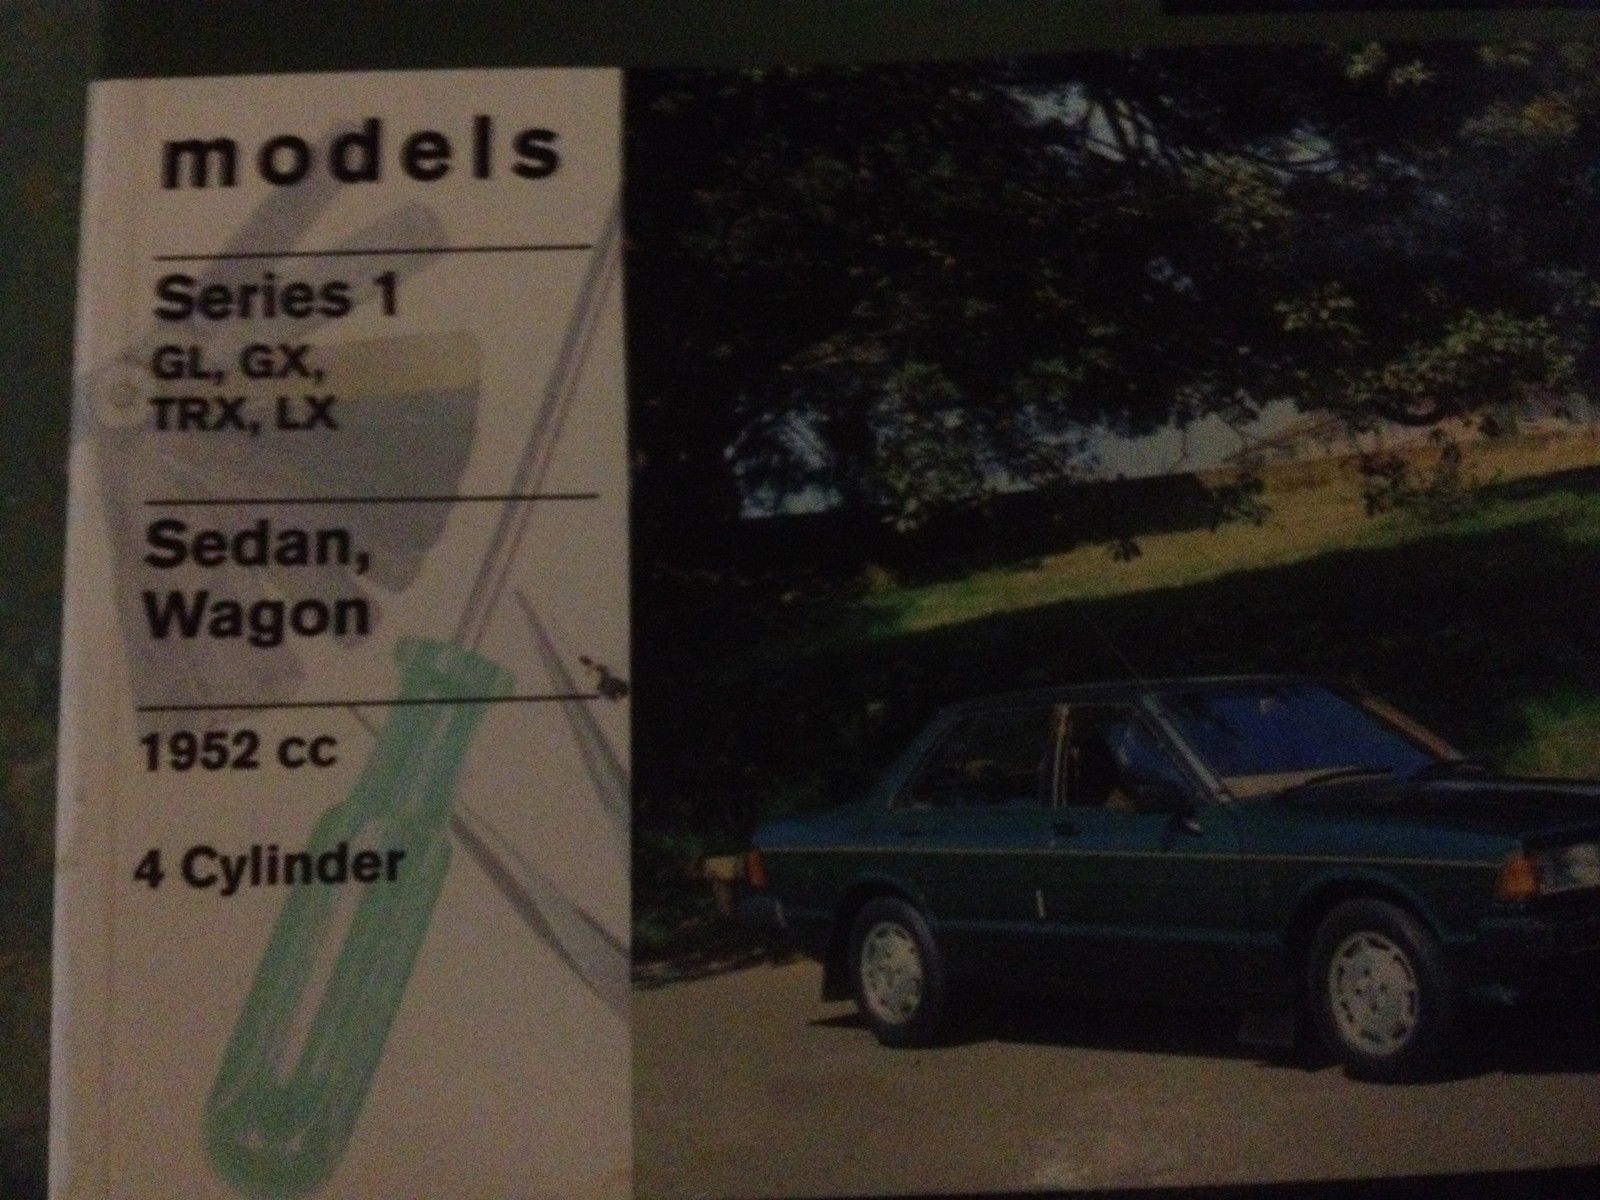 models
Series 1
GL, GX,
TRX, LX
Sedan,
Wagon
1952 cc
4 Cylinder